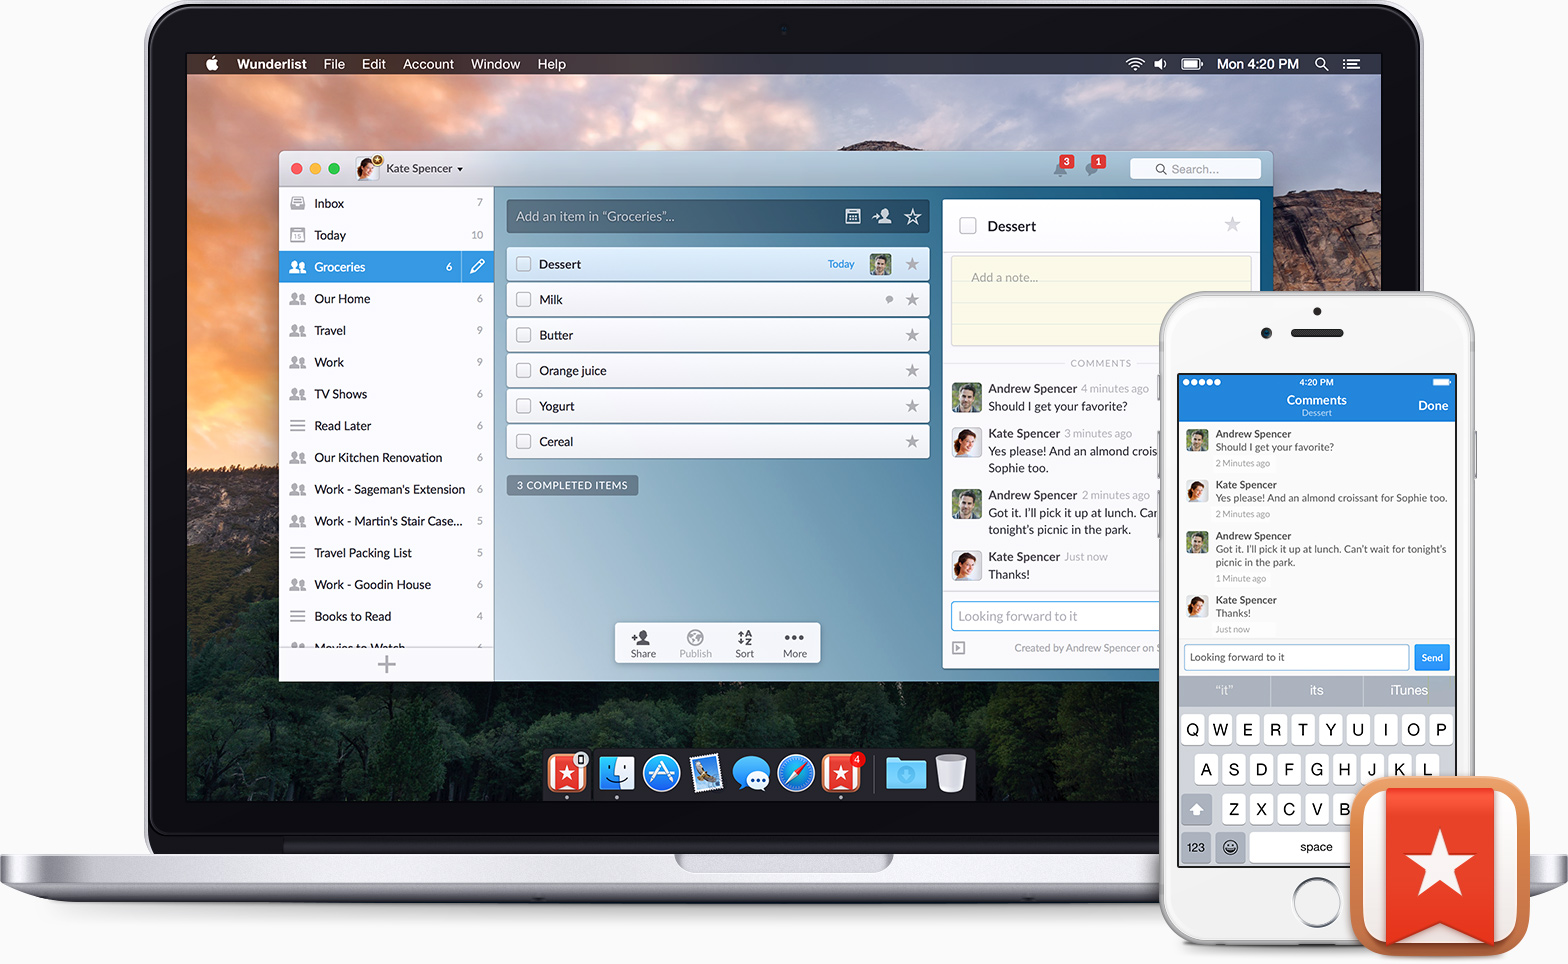 Wunderlist File Edit Account Window Help
Mon 4:20 PM
Kate Spencer
3
1
Search...
Inbox 7
15
Today 10
Groceries 6
Our Home 6
Travel 9
Work 9
TV Shows 6
Read Later 6
Our Kitchen Renovation 6
Work - Sageman's Extension 6
Work - Martin's Stair Case... 5
Travel Packing List 5
Work - Goodin House 6
Books to Read 4
Movies to Watch
Add an item in “Groceries”...
Dessert Today
Milk
Butter
Orange juice
Yogurt
Cereal
3 COMPLETED ITEMS
Share
Publish
A
Z
Sort
More
Dessert
Add a note...
COMMENTS
Andrew Spencer 4 minutes ago
Should I get your favorite?
Kate Spencer 3 minutes ago
Yes please! And an almond crois
Sophie too.
Andrew Spencer 2 minutes ago
Got it. I’ll pick it up at lunch. Can
tonight’s picnic in the park.
Kate Spencer Just now
Thanks!
Looking forward to it
Created by Andrew Spencer on
4
4:20 PM
Comments
Dessert
Done
Andrew Spencer
Should I get your favorite?
2 Minutes ago
Kate Spencer
Yes please! And an almond croissant for Sophie too.
2 Minutes ago
Andrew Spencer
Got it. I’ll pick it up at lunch. Can’t wait for tonight’s
picnic in the park.
1 Minute ago
Kate Spencer
Thanks!
Just now
Looking forward to it
Send
“it” its iTunes
Q W E R T Y U I O P
A S D F G H J K L
Z X C V B
123 space